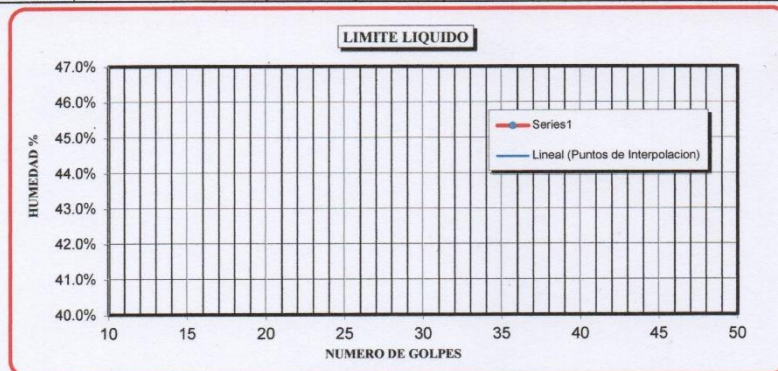 LIMITE LIQUIDO
47.0%
46.0%
45.0%
44.0%
43.0%
42.0%
41.0%
40.0%
HUMEDAD %
Series1
Lineal (Puntos de Interpolacion)
10 15 20 25 30 35 40 45 50
NUMERO DE GOLPES